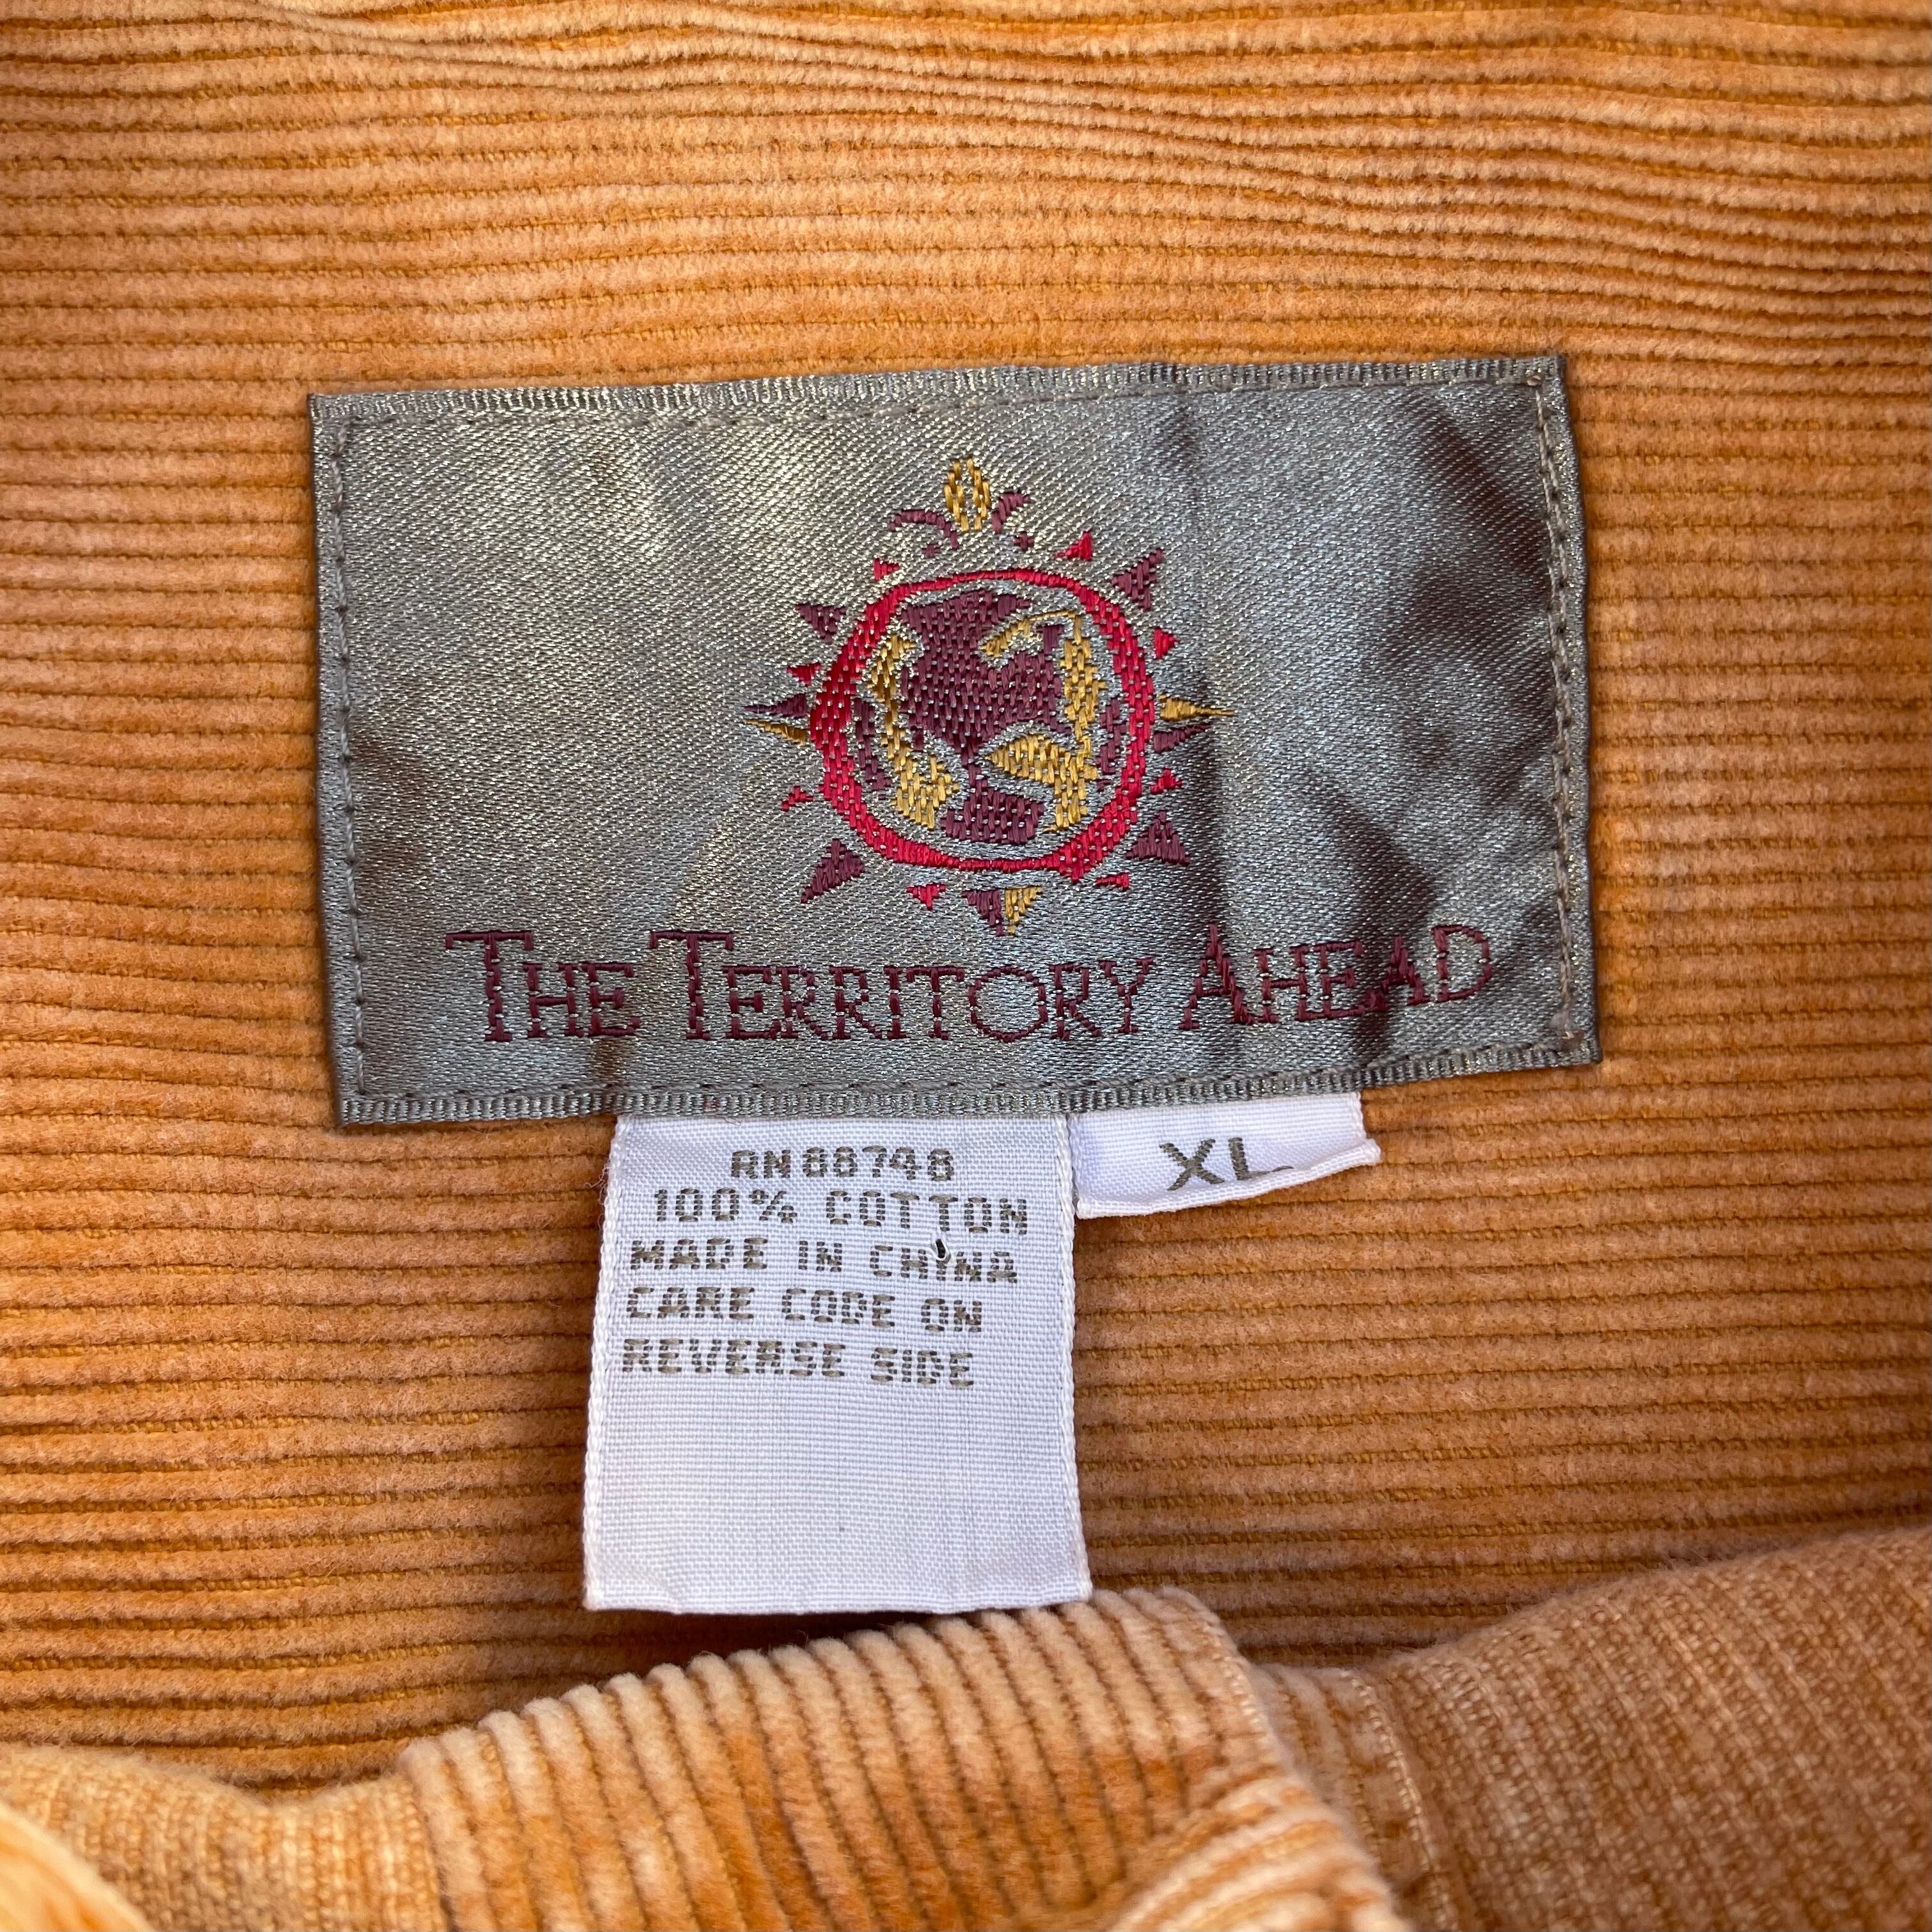 THE TERRITORY AHEAD
XL
RN 88748
100% COTTON
MADE IN CHINA
CARE CODE ON
REVERSE SIDE